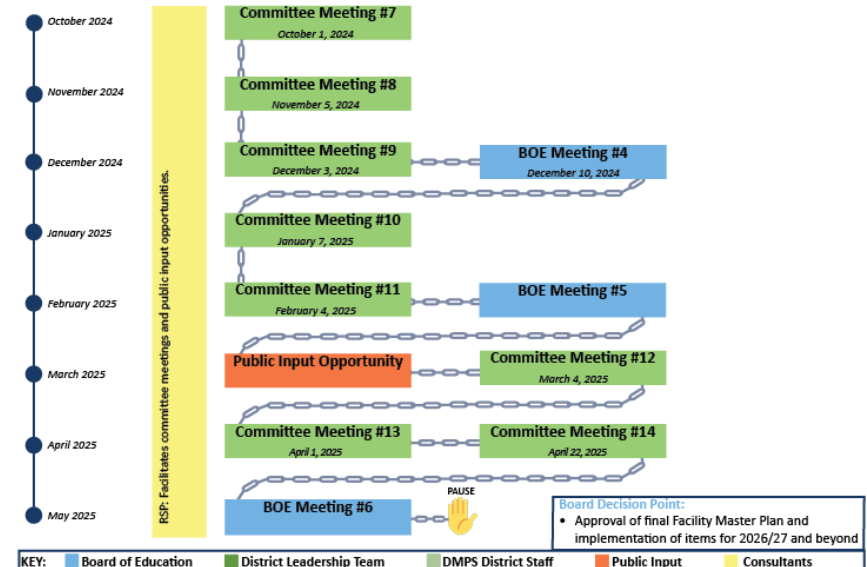 October 2024
Committee Meeting #7
October 1, 2024
November 2024
Committee Meeting #8
November 5, 2024
December 2024
Committee Meeting #9
December 3, 2024
BOE Meeting #4
December 10, 2024
January 2025
Committee Meeting #10
January 7, 2025
February 2025
Committee Meeting #11
February 4, 2025
BOE Meeting #5
March 2025
Public Input Opportunity
Committee Meeting #12
March 4, 2025
April 2025
Committee Meeting #13
April 1, 2025
Committee Meeting #14
April 22, 2025
May 2025
BOE Meeting #6
PAUSE
RSP: Facilitates committee meetings and public input opportunities.
Board Decision Point:
• Approval of final Facility Master Plan and
implementation of items for 2026/27 and beyond
KEY: Board of Education District Leadership Team DMPS District Staff Public Input Consultants